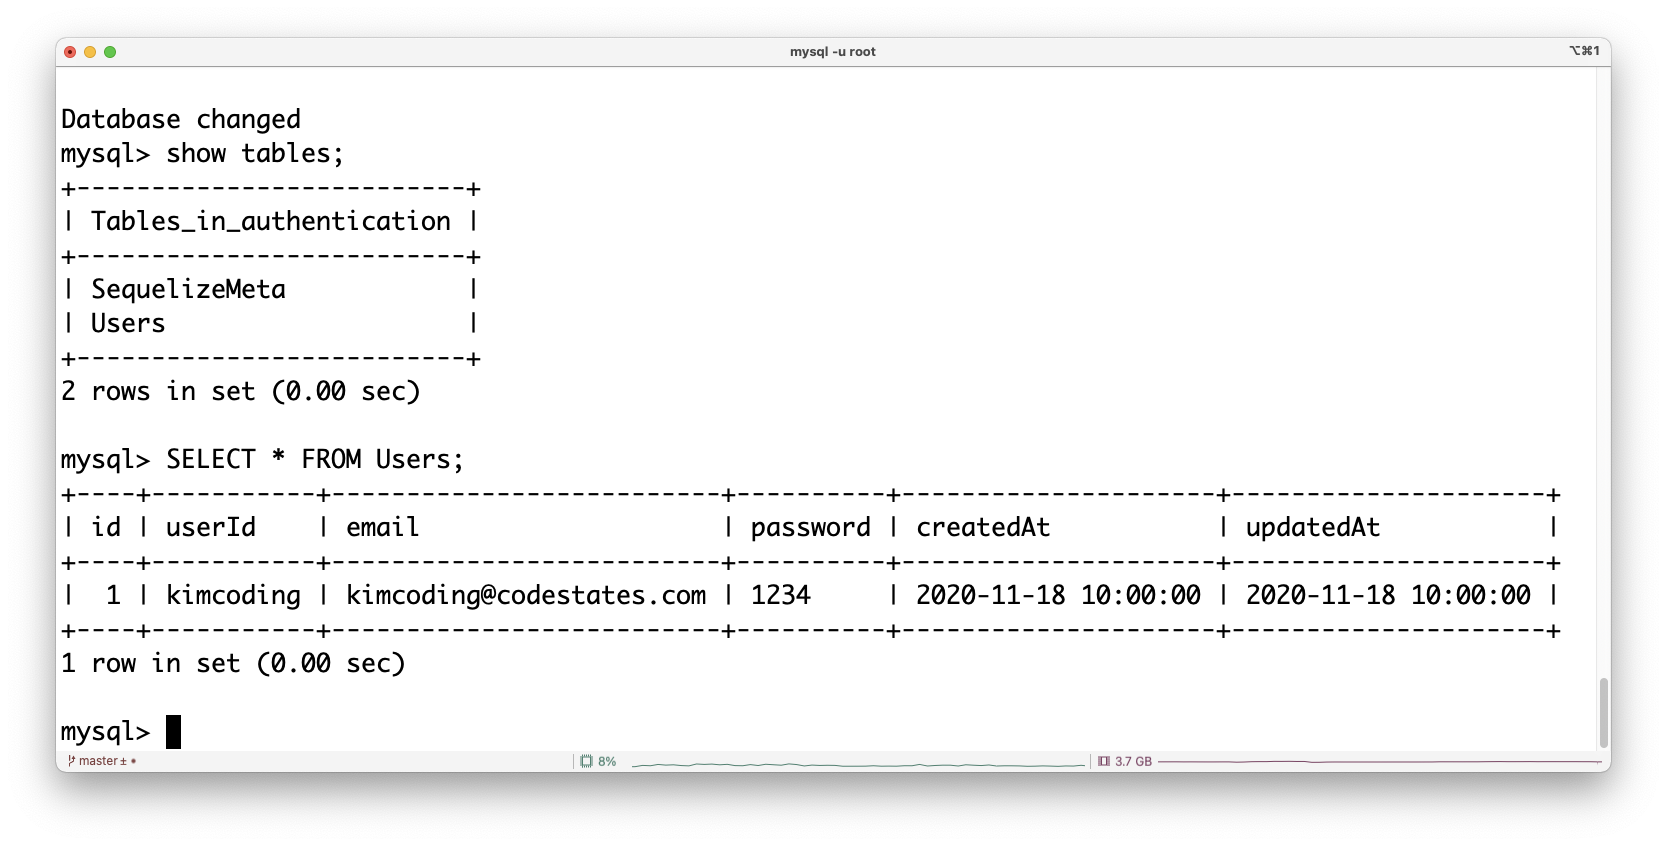 mysql -u root
⌥⌘1
Database changed
mysql> show tables;
+--------------------------+
| Tables_in_authentication |
+--------------------------+
| SequelizeMeta            |
| Users                    |
+--------------------------+
2 rows in set (0.00 sec)
mysql> SELECT * FROM Users;
+----+-----------+--------------------------+----------+---------------------+---------------------+
| id | userId    | email                    | password | createdAt           | updatedAt           |
+----+-----------+--------------------------+----------+---------------------+---------------------+
|  1 | kimcoding | kimcoding@codestates.com | 1234     | 2020-11-18 10:00:00 | 2020-11-18 10:00:00 |
+----+-----------+--------------------------+----------+---------------------+---------------------+
1 row in set (0.00 sec)
mysql>
master ± •
8%
3.7 GB